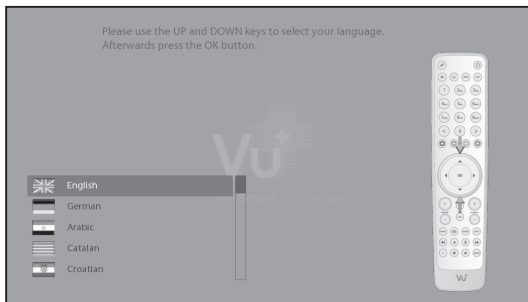 Please use the UP and DOWN keys to select your language.
Afterwards press the OK button.
Vu+
English
German
Arabic
Catalan
Croatian
OK
Vu+